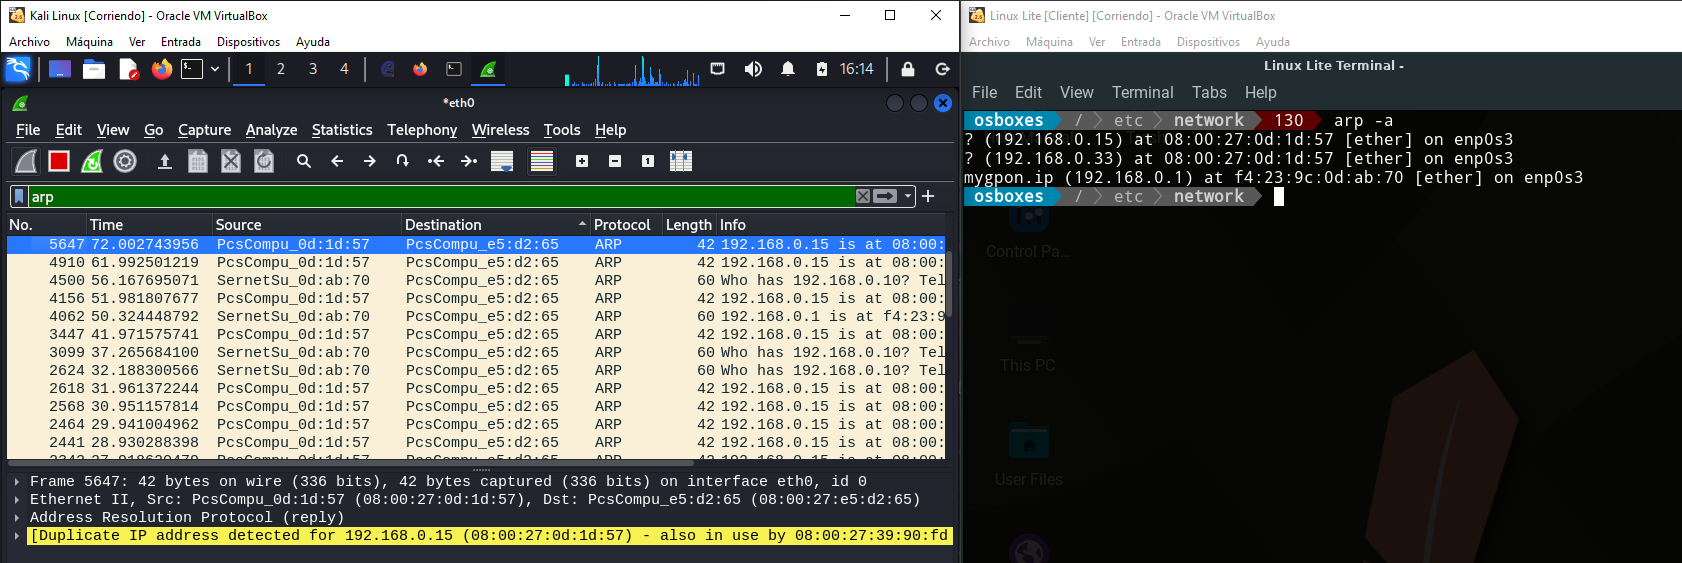 Kali Linux [Corriendo] - Oracle VM VirtualBox
Archivo Máquina Ver Entrada Dispositivos Ayuda
1 2 3 4 16:14
*eth0
File Edit View Go Capture Analyze Statistics Telephony Wireless Tools Help
arp
No. Time Source Destination Protocol Length Info
5647 72.002743956 PcsCompu_0d:1d:57 PcsCompu_e5:d2:65 ARP 42 192.168.0.15 is at 08:00:
4910 61.992501219 PcsCompu_0d:1d:57 PcsCompu_e5:d2:65 ARP 42 192.168.0.15 is at 08:00:
4500 56.167695071 SernetSu_0d:ab:70 PcsCompu_e5:d2:65 ARP 60 Who has 192.168.0.10? Tel
4156 51.981807677 PcsCompu_0d:1d:57 PcsCompu_e5:d2:65 ARP 42 192.168.0.15 is at 08:00:
4062 50.324448792 SernetSu_0d:ab:70 PcsCompu_e5:d2:65 ARP 60 192.168.0.1 is at f4:23:9
3447 41.971575741 PcsCompu_0d:1d:57 PcsCompu_e5:d2:65 ARP 42 192.168.0.15 is at 08:00:
3099 37.265684100 SernetSu_0d:ab:70 PcsCompu_e5:d2:65 ARP 60 Who has 192.168.0.10? Tel
2624 32.188300566 SernetSu_0d:ab:70 PcsCompu_e5:d2:65 ARP 60 Who has 192.168.0.10? Tel
2618 31.961372244 PcsCompu_0d:1d:57 PcsCompu_e5:d2:65 ARP 42 192.168.0.15 is at 08:00:
2568 30.951157814 PcsCompu_0d:1d:57 PcsCompu_e5:d2:65 ARP 42 192.168.0.15 is at 08:00:
2464 29.941004962 PcsCompu_0d:1d:57 PcsCompu_e5:d2:65 ARP 42 192.168.0.15 is at 08:00:
2441 28.930288398 PcsCompu_0d:1d:57 PcsCompu_e5:d2:65 ARP 42 192.168.0.15 is at 08:00:
Frame 5647: 42 bytes on wire (336 bits), 42 bytes captured (336 bits) on interface eth0, id 0
Ethernet II, Src: PcsCompu_0d:1d:57 (08:00:27:0d:1d:57), Dst: PcsCompu_e5:d2:65 (08:00:27:e5:d2:65)
Address Resolution Protocol (reply)
[Duplicate IP address detected for 192.168.0.15 (08:00:27:0d:1d:57) - also in use by 08:00:27:39:90:fd
Linux Lite [Cliente] [Corriendo] - Oracle VM VirtualBox
Archivo Máquina Ver Entrada Dispositivos Ayuda
Linux Lite Terminal -
File Edit View Terminal Tabs Help
osboxes / etc network 130 arp -a
? (192.168.0.15) at 08:00:27:0d:1d:57 [ether] on enp0s3
? (192.168.0.33) at 08:00:27:0d:1d:57 [ether] on enp0s3
mygpon.ip (192.168.0.1) at f4:23:9c:0d:ab:70 [ether] on enp0s3
osboxes / etc network
Control Pa...
This PC
User Files